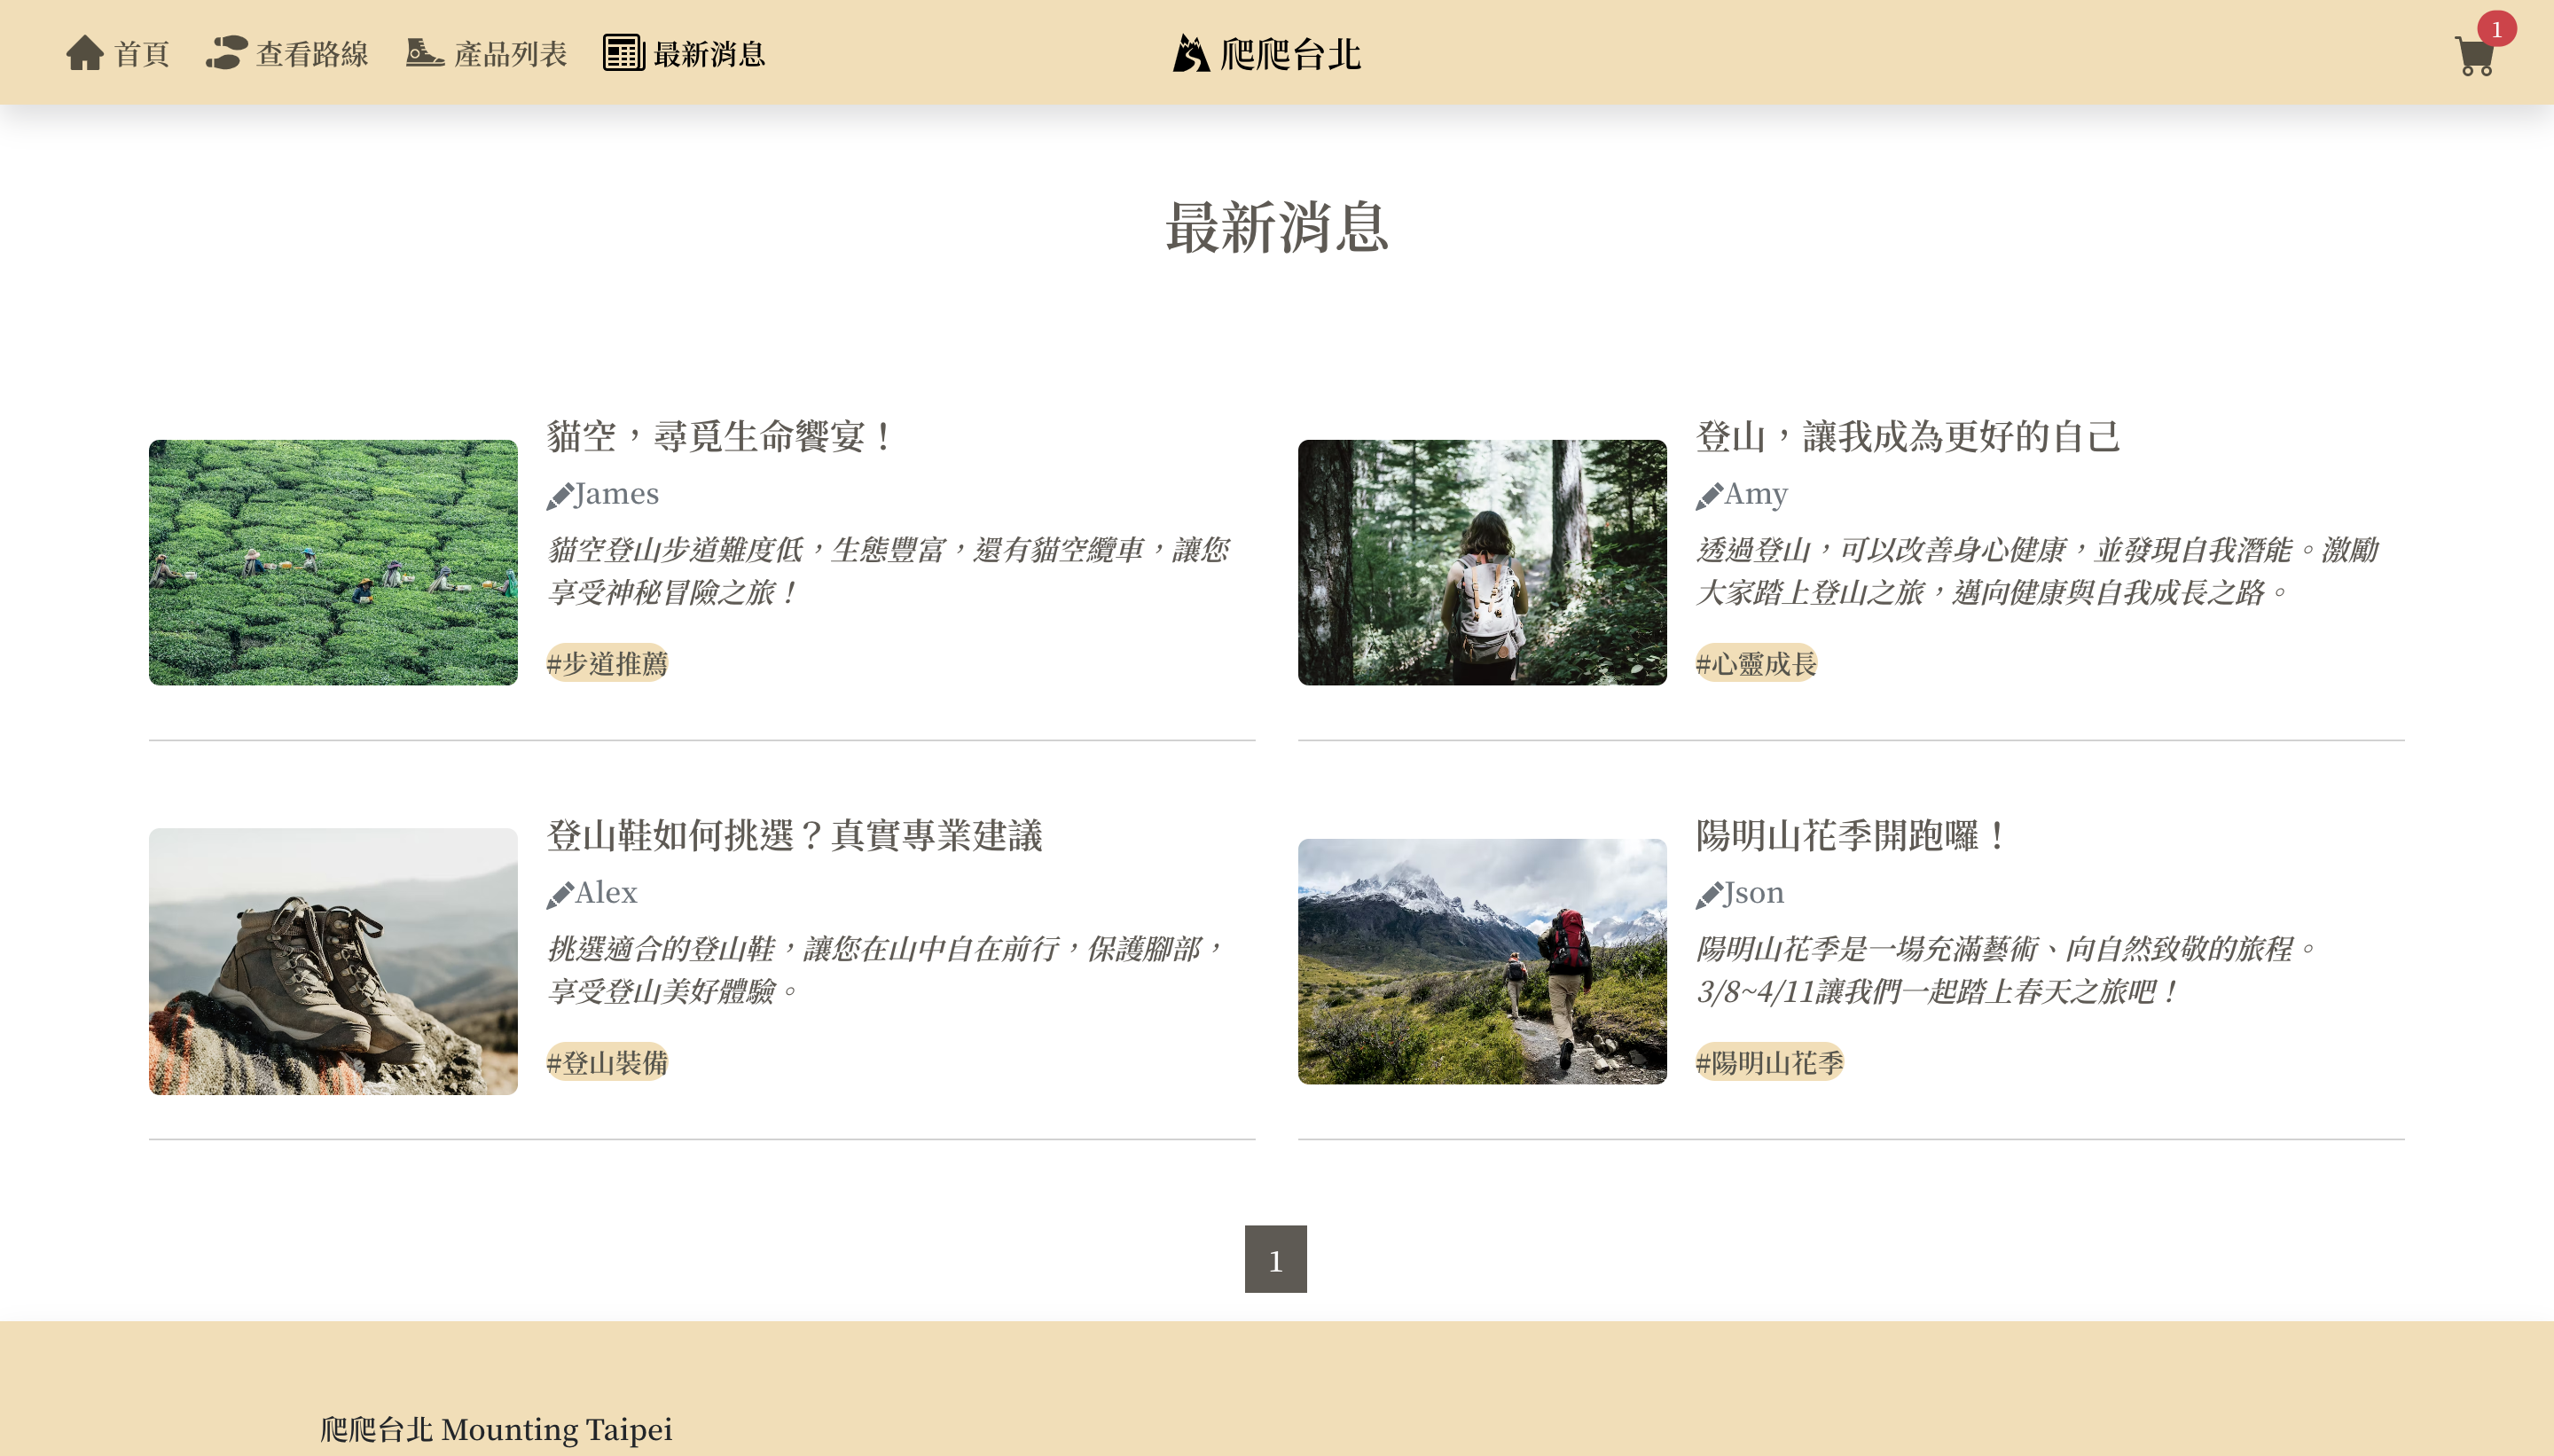 首頁
查看路線
產品列表
最新消息
爬爬台北
1
最新消息
貓空，尋覓生命饗宴！
James
貓空登山步道難度低，生態豐富，還有貓空纜車，讓您
享受神秘冒險之旅！
#步道推薦
登山，讓我成為更好的自己
Amy
透過登山，可以改善身心健康，並發現自我潛能。激勵
大家踏上登山之旅，邁向健康與自我成長之路。
#心靈成長
登山鞋如何挑選？真實專業建議
Alex
挑選適合的登山鞋，讓您在山中自在前行，保護腳部，
享受登山美好體驗。
#登山裝備
陽明山花季開跑囉！
Json
陽明山花季是一場充滿藝術、向自然致敬的旅程。
3/8~4/11讓我們一起踏上春天之旅吧！
#陽明山花季
1
爬爬台北 Mounting Taipei